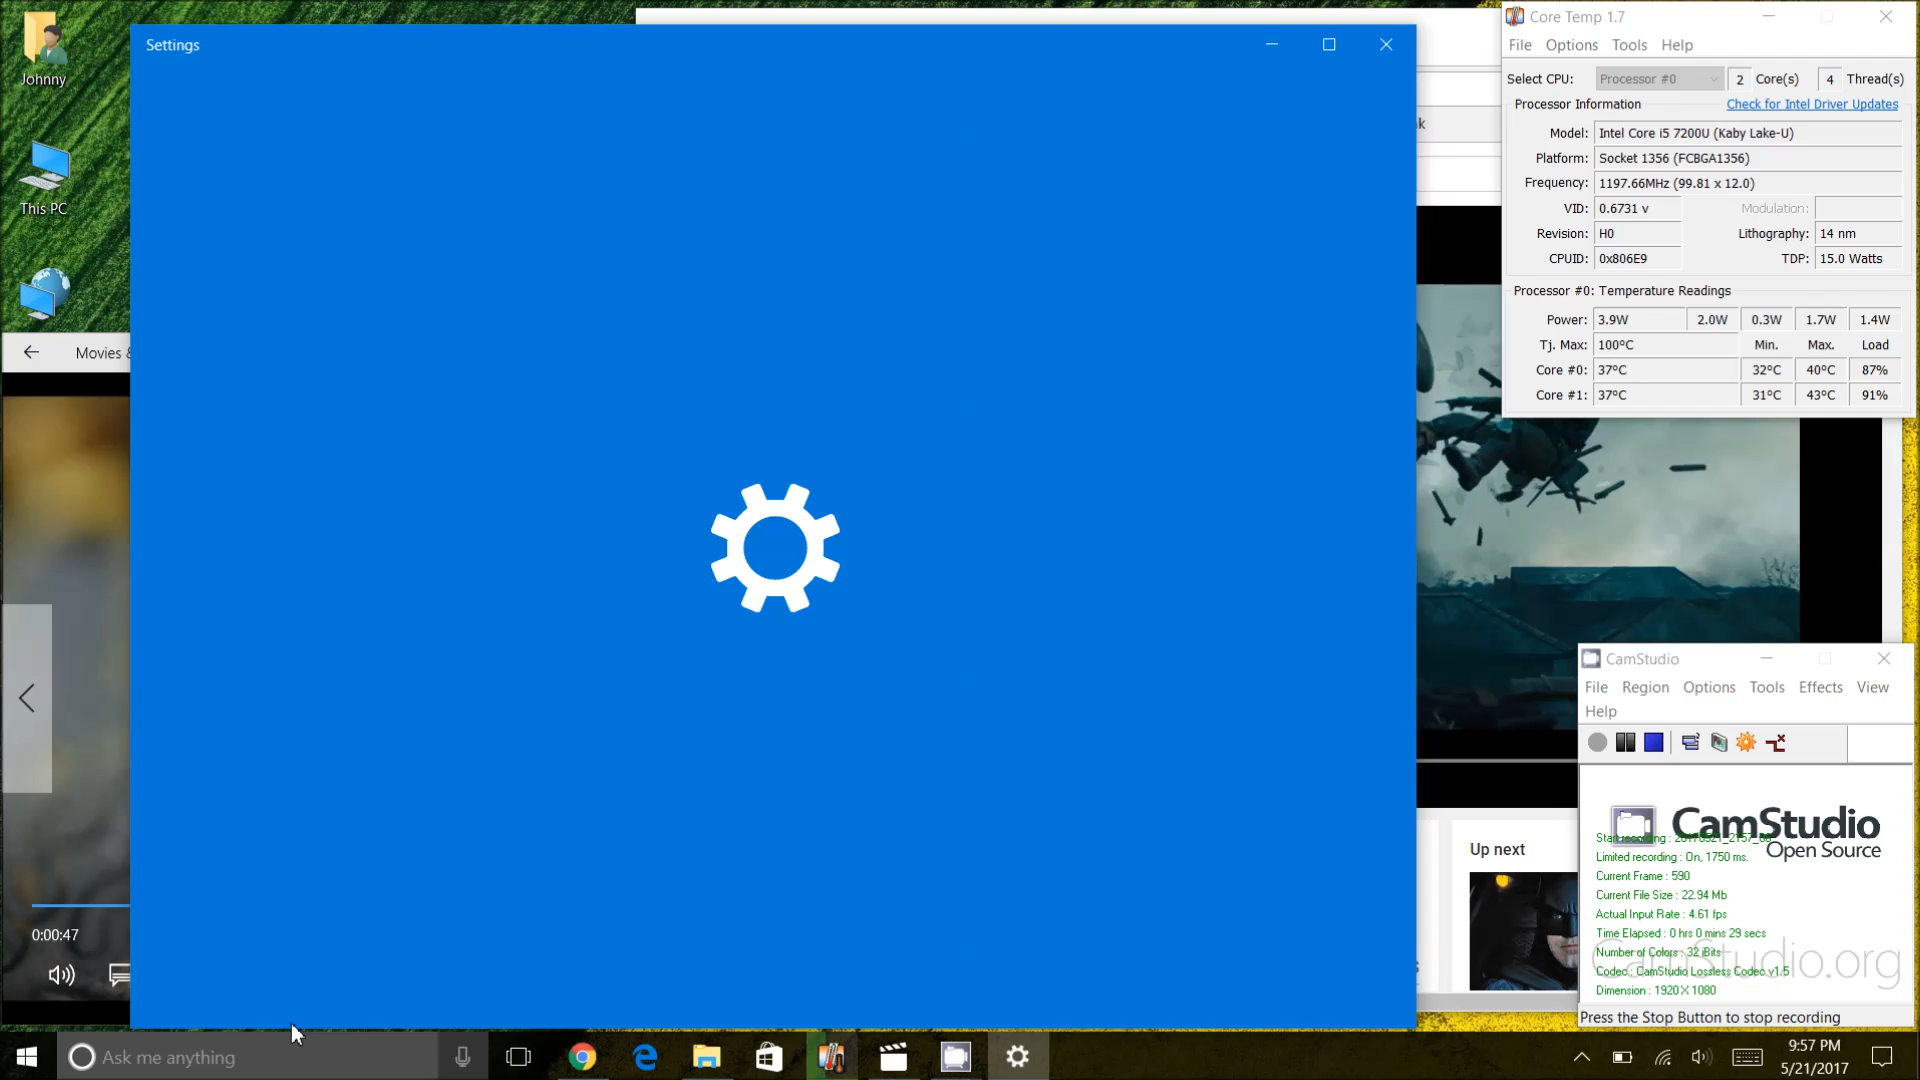 Johnny
This PC
Settings
Movies &
0:00:47
k
Core Temp 1.7
File Options Tools Help
Select CPU: Processor #0 2 Core(s) 4 Thread(s)
Processor Information Check for Intel Driver Updates
Model: Intel Core i5 7200U (Kaby Lake-U)
Platform: Socket 1356 (FCBGA1356)
Frequency: 1197.66MHz (99.81 x 12.0)
VID: 0.6731 v Modulation:
Revision: H0 Lithography: 14 nm
CPUID: 0x806E9 TDP: 15.0 Watts
Processor #0: Temperature Readings
Power: 3.9W 2.0W 0.3W 1.7W 1.4W
Tj. Max: 100°C Min. Max. Load
Core #0: 37°C 32°C 40°C 87%
Core #1: 37°C 31°C 43°C 91%
CamStudio
File Region Options Tools Effects View
Help
CamStudio
Open Source
Start recording :
Limited recording : On, 1750 ms.
Current Frame : 590
Current File Size : 22.94 Mb
Actual Input Rate : 4.61 fps
Time Elapsed : 0 hrs 0 mins 29 secs
Number of Colors : 32 Bits
Codec : CamStudio Lossless Codec v1.5
Dimension : 1920 X 1080
CamStudio.org
Press the Stop Button to stop recording
Up next
Ask me anything
9:57 PM
5/21/2017